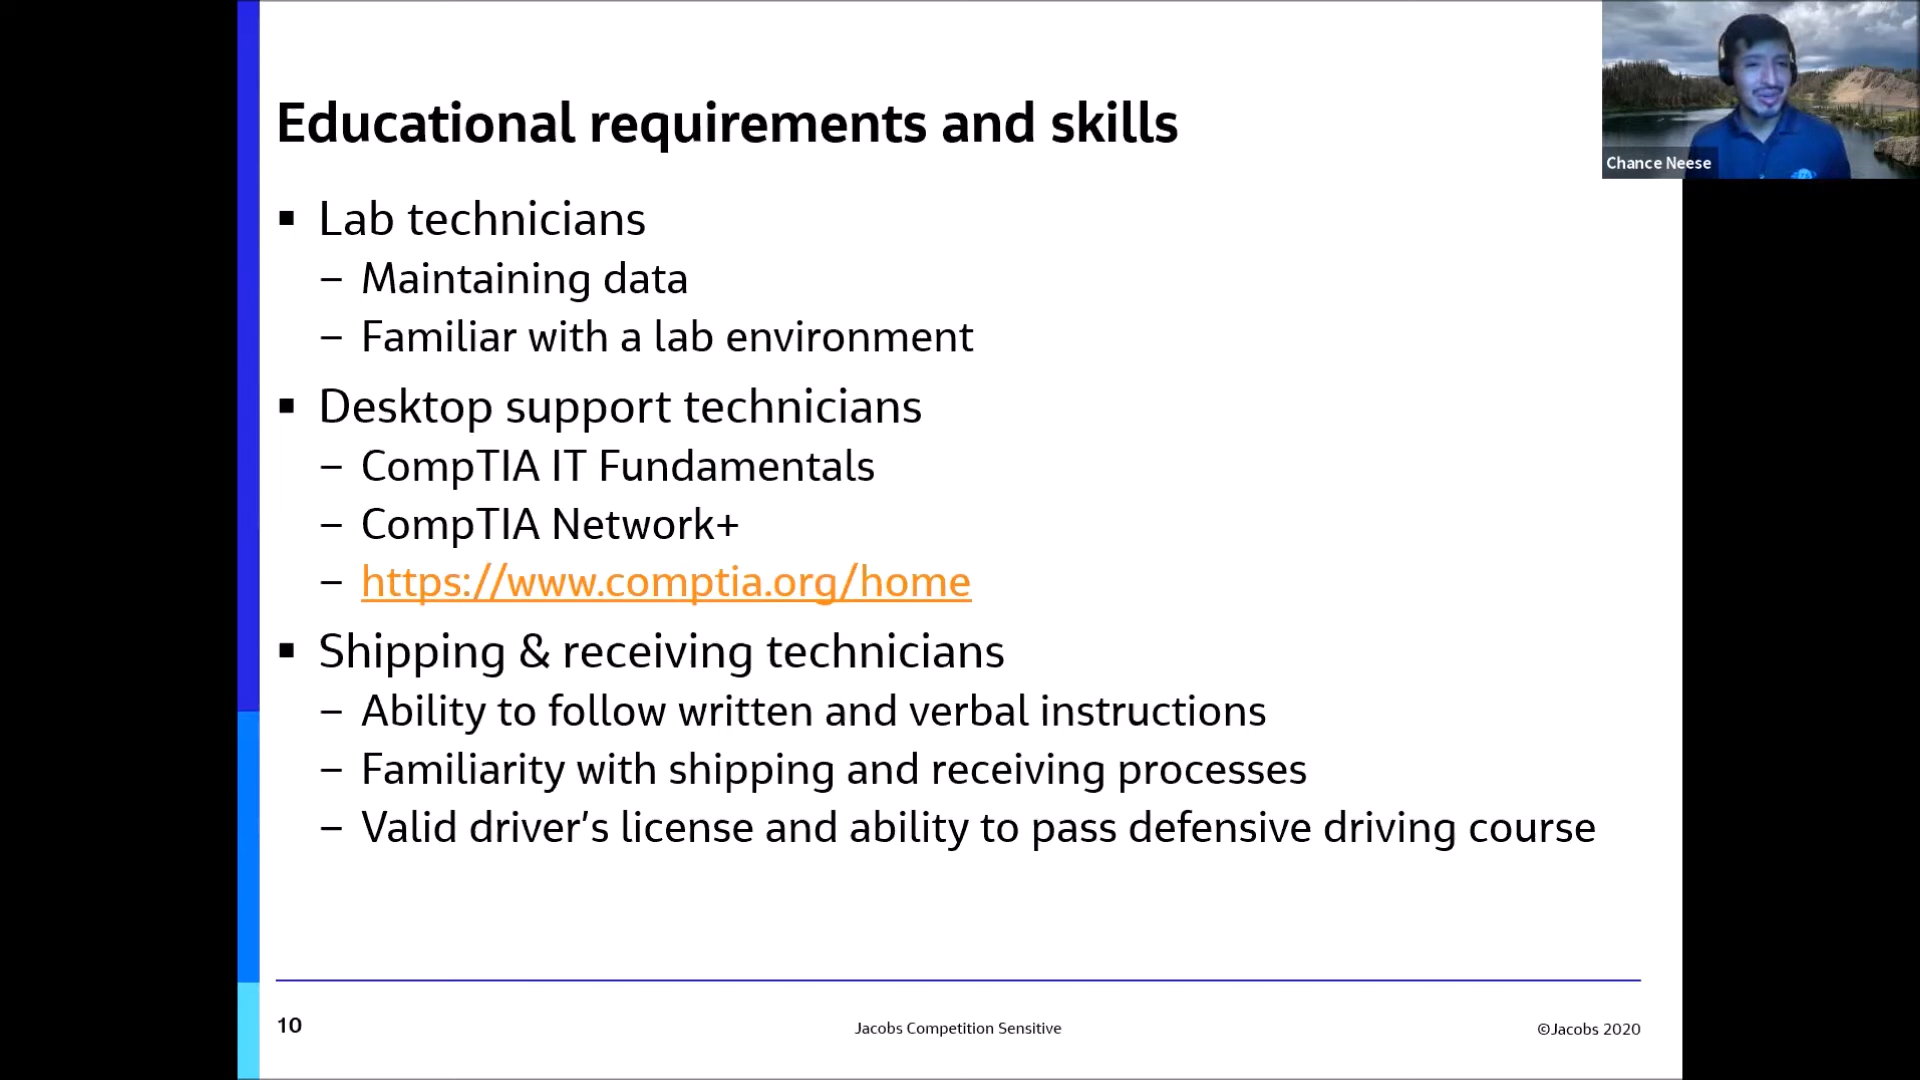 Educational requirements and skills
Chance Neese
▪ Lab technicians
– Maintaining data
– Familiar with a lab environment
▪ Desktop support technicians
– CompTIA IT Fundamentals
– CompTIA Network+
– https://www.comptia.org/home
▪ Shipping & receiving technicians
– Ability to follow written and verbal instructions
– Familiarity with shipping and receiving processes
– Valid driver’s license and ability to pass defensive driving course
10
Jacobs Competition Sensitive
©Jacobs 2020